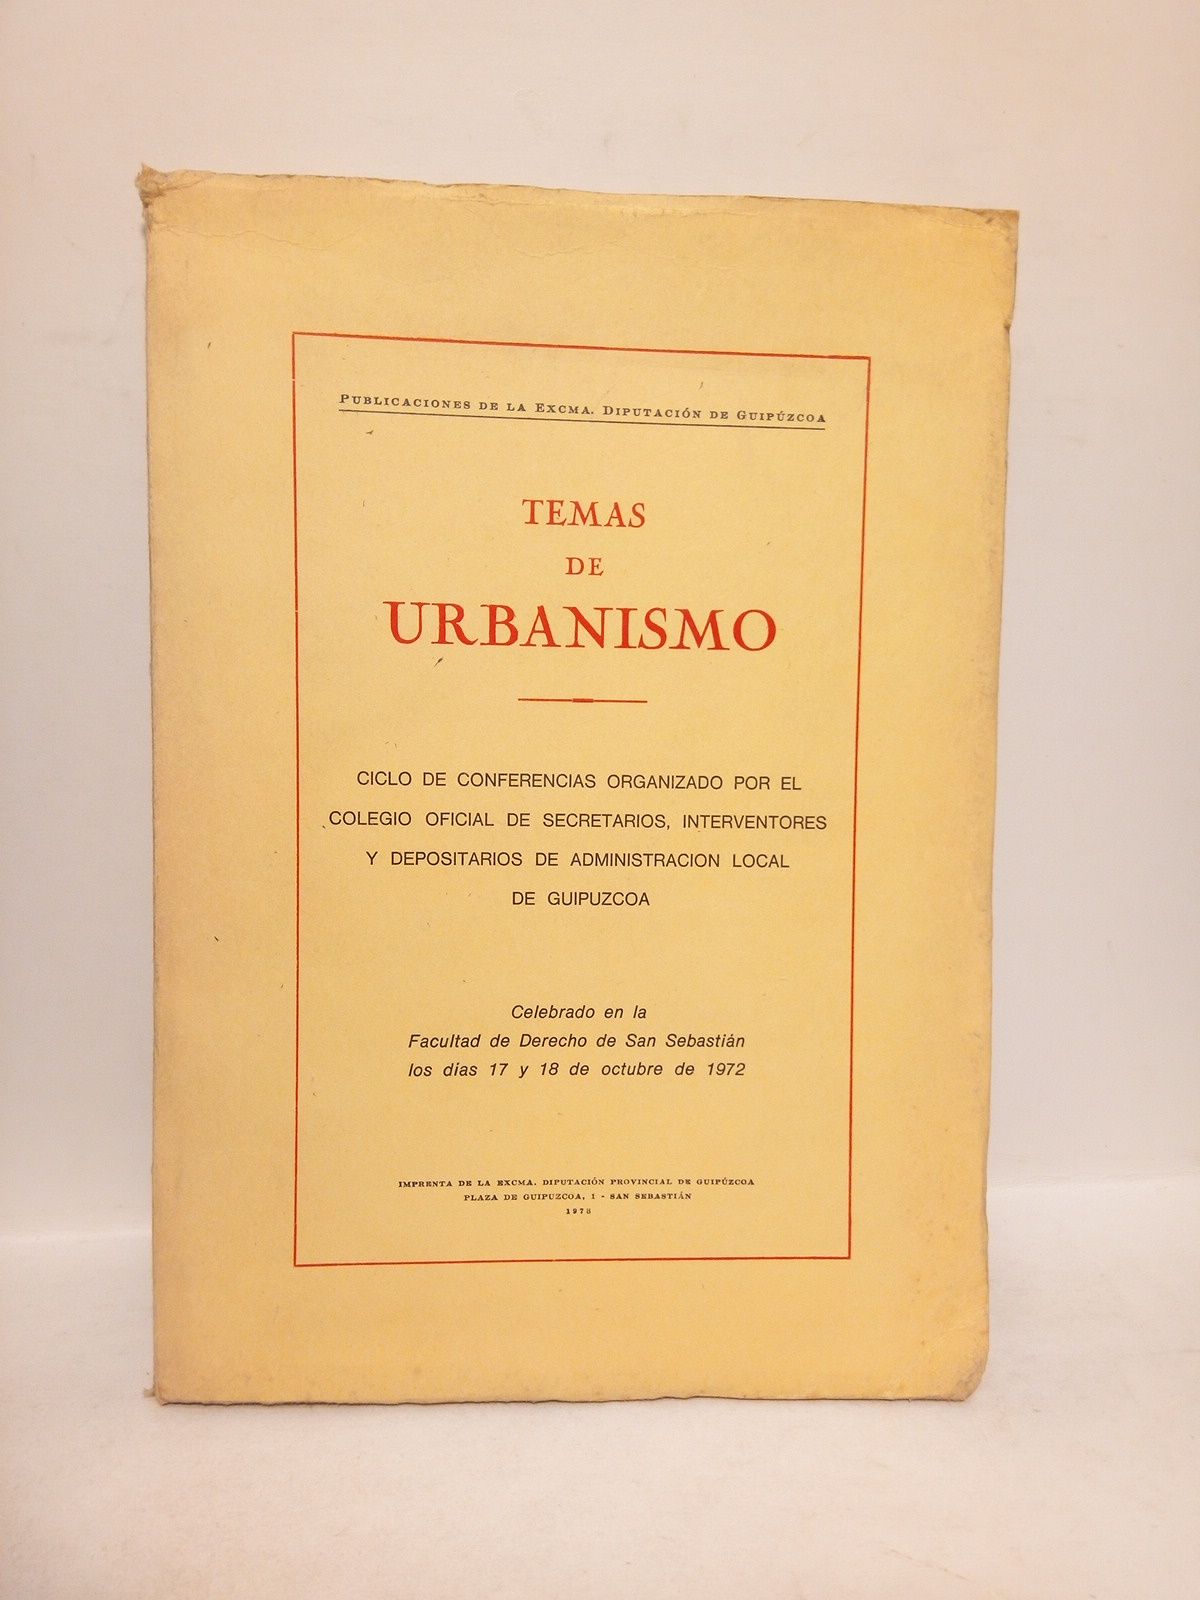 PUBLICACIONES DE LA EXCMA. DIPUTACIÓN DE GUIPÚZCOA
TEMAS
DE
URBANISMO
CICLO DE CONFERENCIAS ORGANIZADO POR EL
COLEGIO OFICIAL DE SECRETARIOS, INTERVENTORES
Y DEPOSITARIOS DE ADMINISTRACION LOCAL
DE GUIPUZCOA
Celebrado en la
Facultad de Derecho de San Sebastián
los dias 17 y 18 de octubre de 1972
IMPRENTA DE LA EXCMA. DIPUTACIÓN PROVINCIAL DE GUIPÚZCOA
PLAZA DE GUIPUZCOA, 1 - SAN SEBASTIÁN